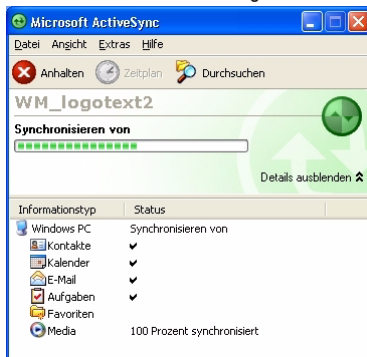 Microsoft ActiveSync
Datei Ansicht Extras Hilfe
Anhalten Zeitplan Durchsuchen
WM_logotext2
Synchronisieren von
Details ausblenden
Informationstyp Status
Windows PC Synchronisieren von
Kontakte
Kalender
E-Mail
Aufgaben
Favoriten
Media 100 Prozent synchronisiert